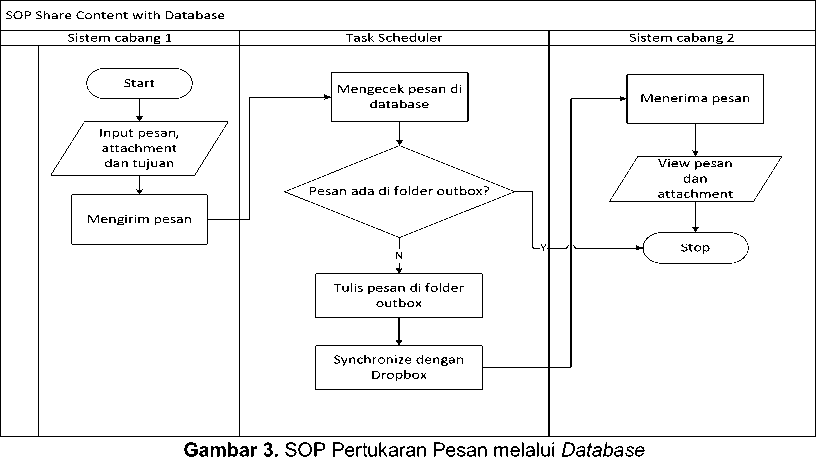 SOP Share Content with Database
Sistem cabang 1
Task Scheduler
Sistem cabang 2
Start
Input pesan,
attachment
dan tujuan
Mengirim pesan
Mengecek pesan di
database
Pesan ada di folder outbox?
Y
N
Tulis pesan di folder
outbox
Synchronize dengan
Dropbox
Menerima pesan
View pesan
dan
attachment
Stop
Gambar 3. SOP Pertukaran Pesan melalui Database